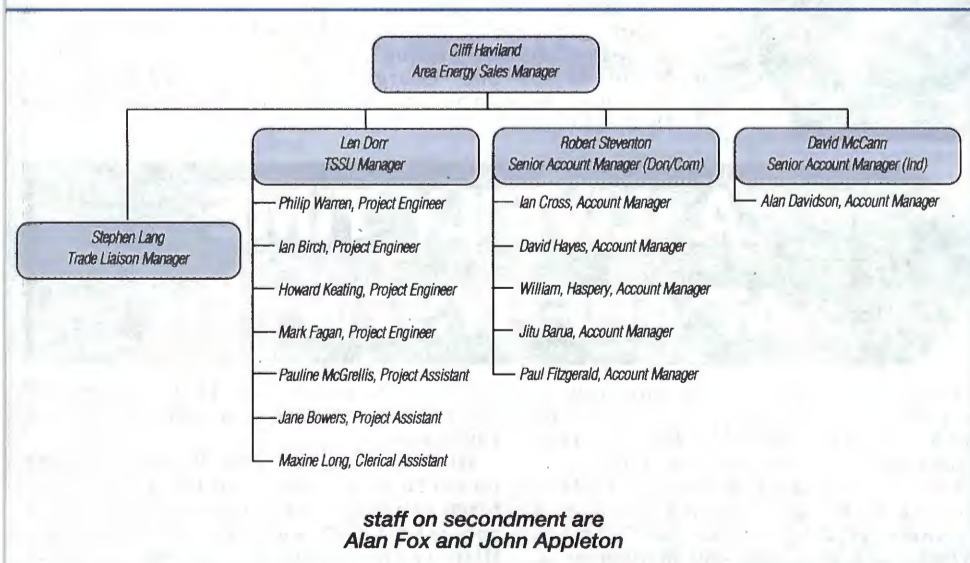 Cliff Haviland
Area Energy Sales Manager
Stephen Lang
Trade Liaison Manager
Len Dorr
TSSU Manager
Philip Warren, Project Engineer
Ian Birch, Project Engineer
Howard Keating, Project Engineer
Mark Fagan, Project Engineer
Pauline McGrellis, Project Assistant
Jane Bowers, Project Assistant
Maxine Long, Clerical Assistant
Robert Steventon
Senior Account Manager (Don/Com)
Ian Cross, Account Manager
David Hayes, Account Manager
William, Haspery, Account Manager
Jitu Barua, Account Manager
Paul Fitzgerald, Account Manager
David McCann
Senior Account Manager (Ind)
Alan Davidson, Account Manager
staff on secondment are
Alan Fox and John Appleton